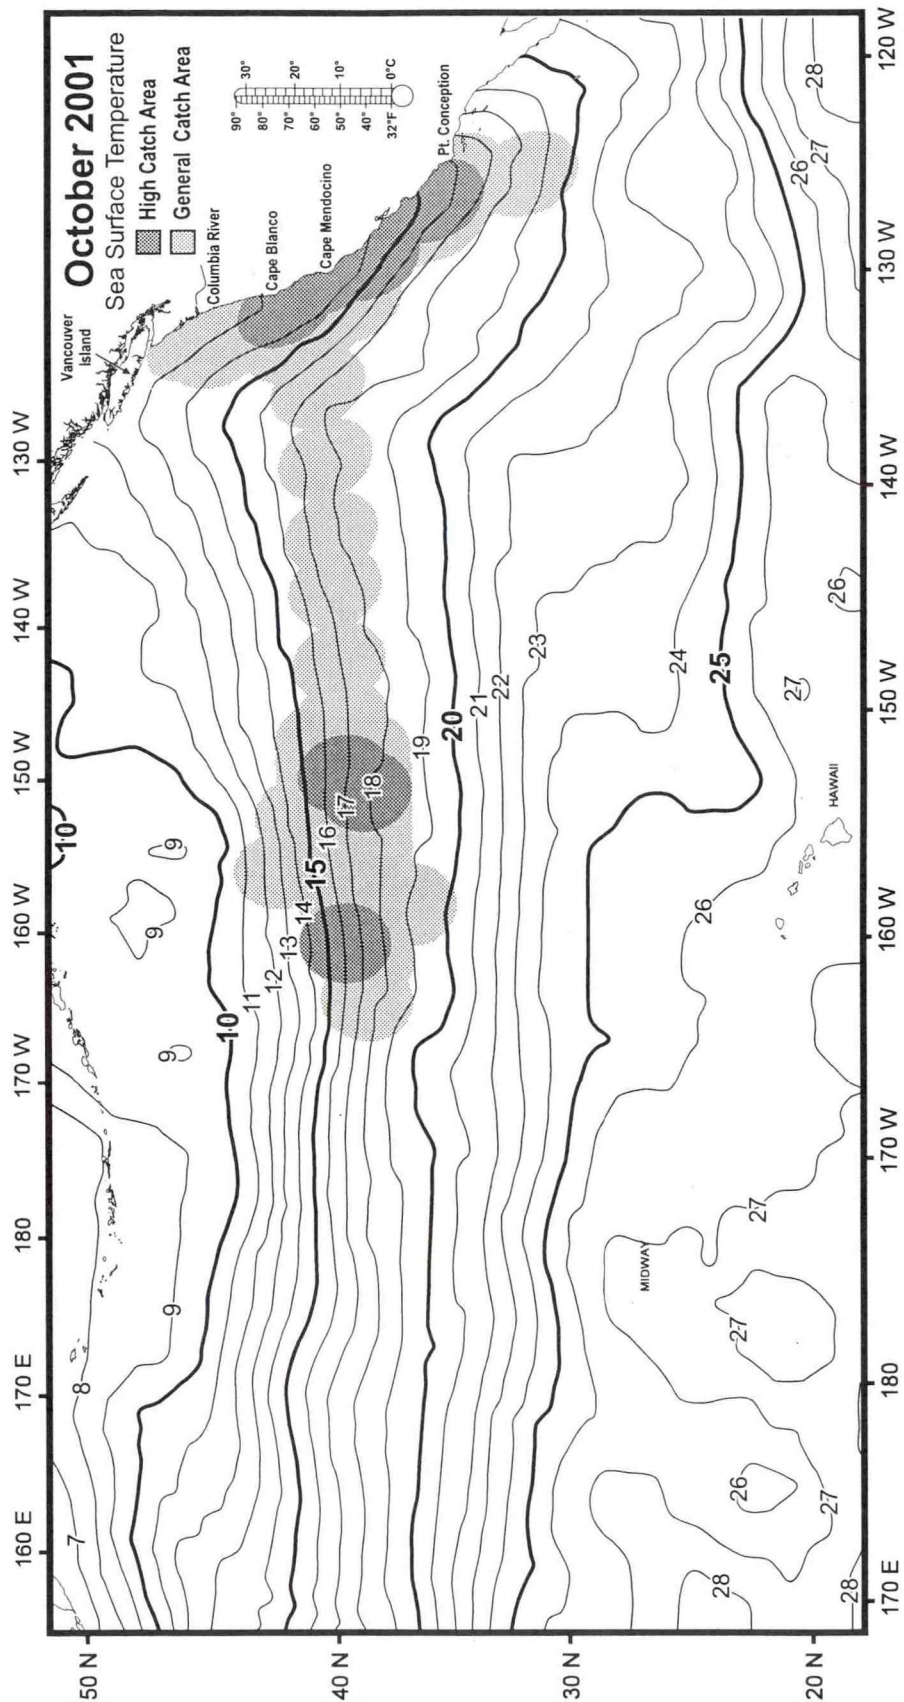 October 2001
Sea Surface Temperature
High Catch Area
General Catch Area
90°
80°
70°
60°
50°
40°
32°F
30°
20°
10°
0°C
Vancouver
Island
Columbia River
Cape Blanco
Cape Mendocino
Pt. Conception
160 E
170 E
180
170 W
160 W
150 W
140 W
130 W
50 N
40 N
30 N
20 N
170 E
180
170 W
160 W
150 W
140 W
130 W
120 W
7
8
9
9
9
9
10
10
11
12
13
14
15
16
17
18
19
20
21
22
23
24
25
26
27
26
26
27
28
27
27
26
27
28
28
MIDWAY
HAWAII